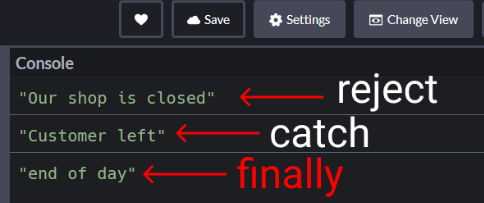 Save Settings Change View
Console
"Our shop is closed" reject
"Customer left" catch
"end of day" finally